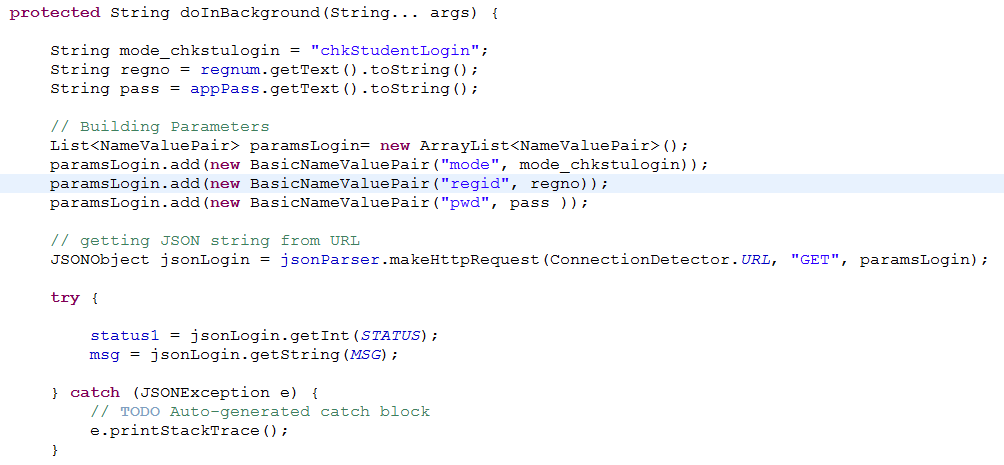 protected String doInBackground(String... args) {
String mode_chkstulogin = "chkStudentLogin";
String regno = regnum.getText().toString();
String pass = appPass.getText().toString();
// Building Parameters
List<NameValuePair> paramsLogin= new ArrayList<NameValuePair>();
paramsLogin.add(new BasicNameValuePair("mode", mode_chkstulogin));
paramsLogin.add(new BasicNameValuePair("regid", regno));
paramsLogin.add(new BasicNameValuePair("pwd", pass ));
// getting JSON string from URL
JSONObject jsonLogin = jsonParser.makeHttpRequest(ConnectionDetector.URL, "GET", paramsLogin);
try {
status1 = jsonLogin.getInt(STATUS);
msg = jsonLogin.getString(MSG);
} catch (JSONException e) {
// TODO Auto-generated catch block
e.printStackTrace();
}